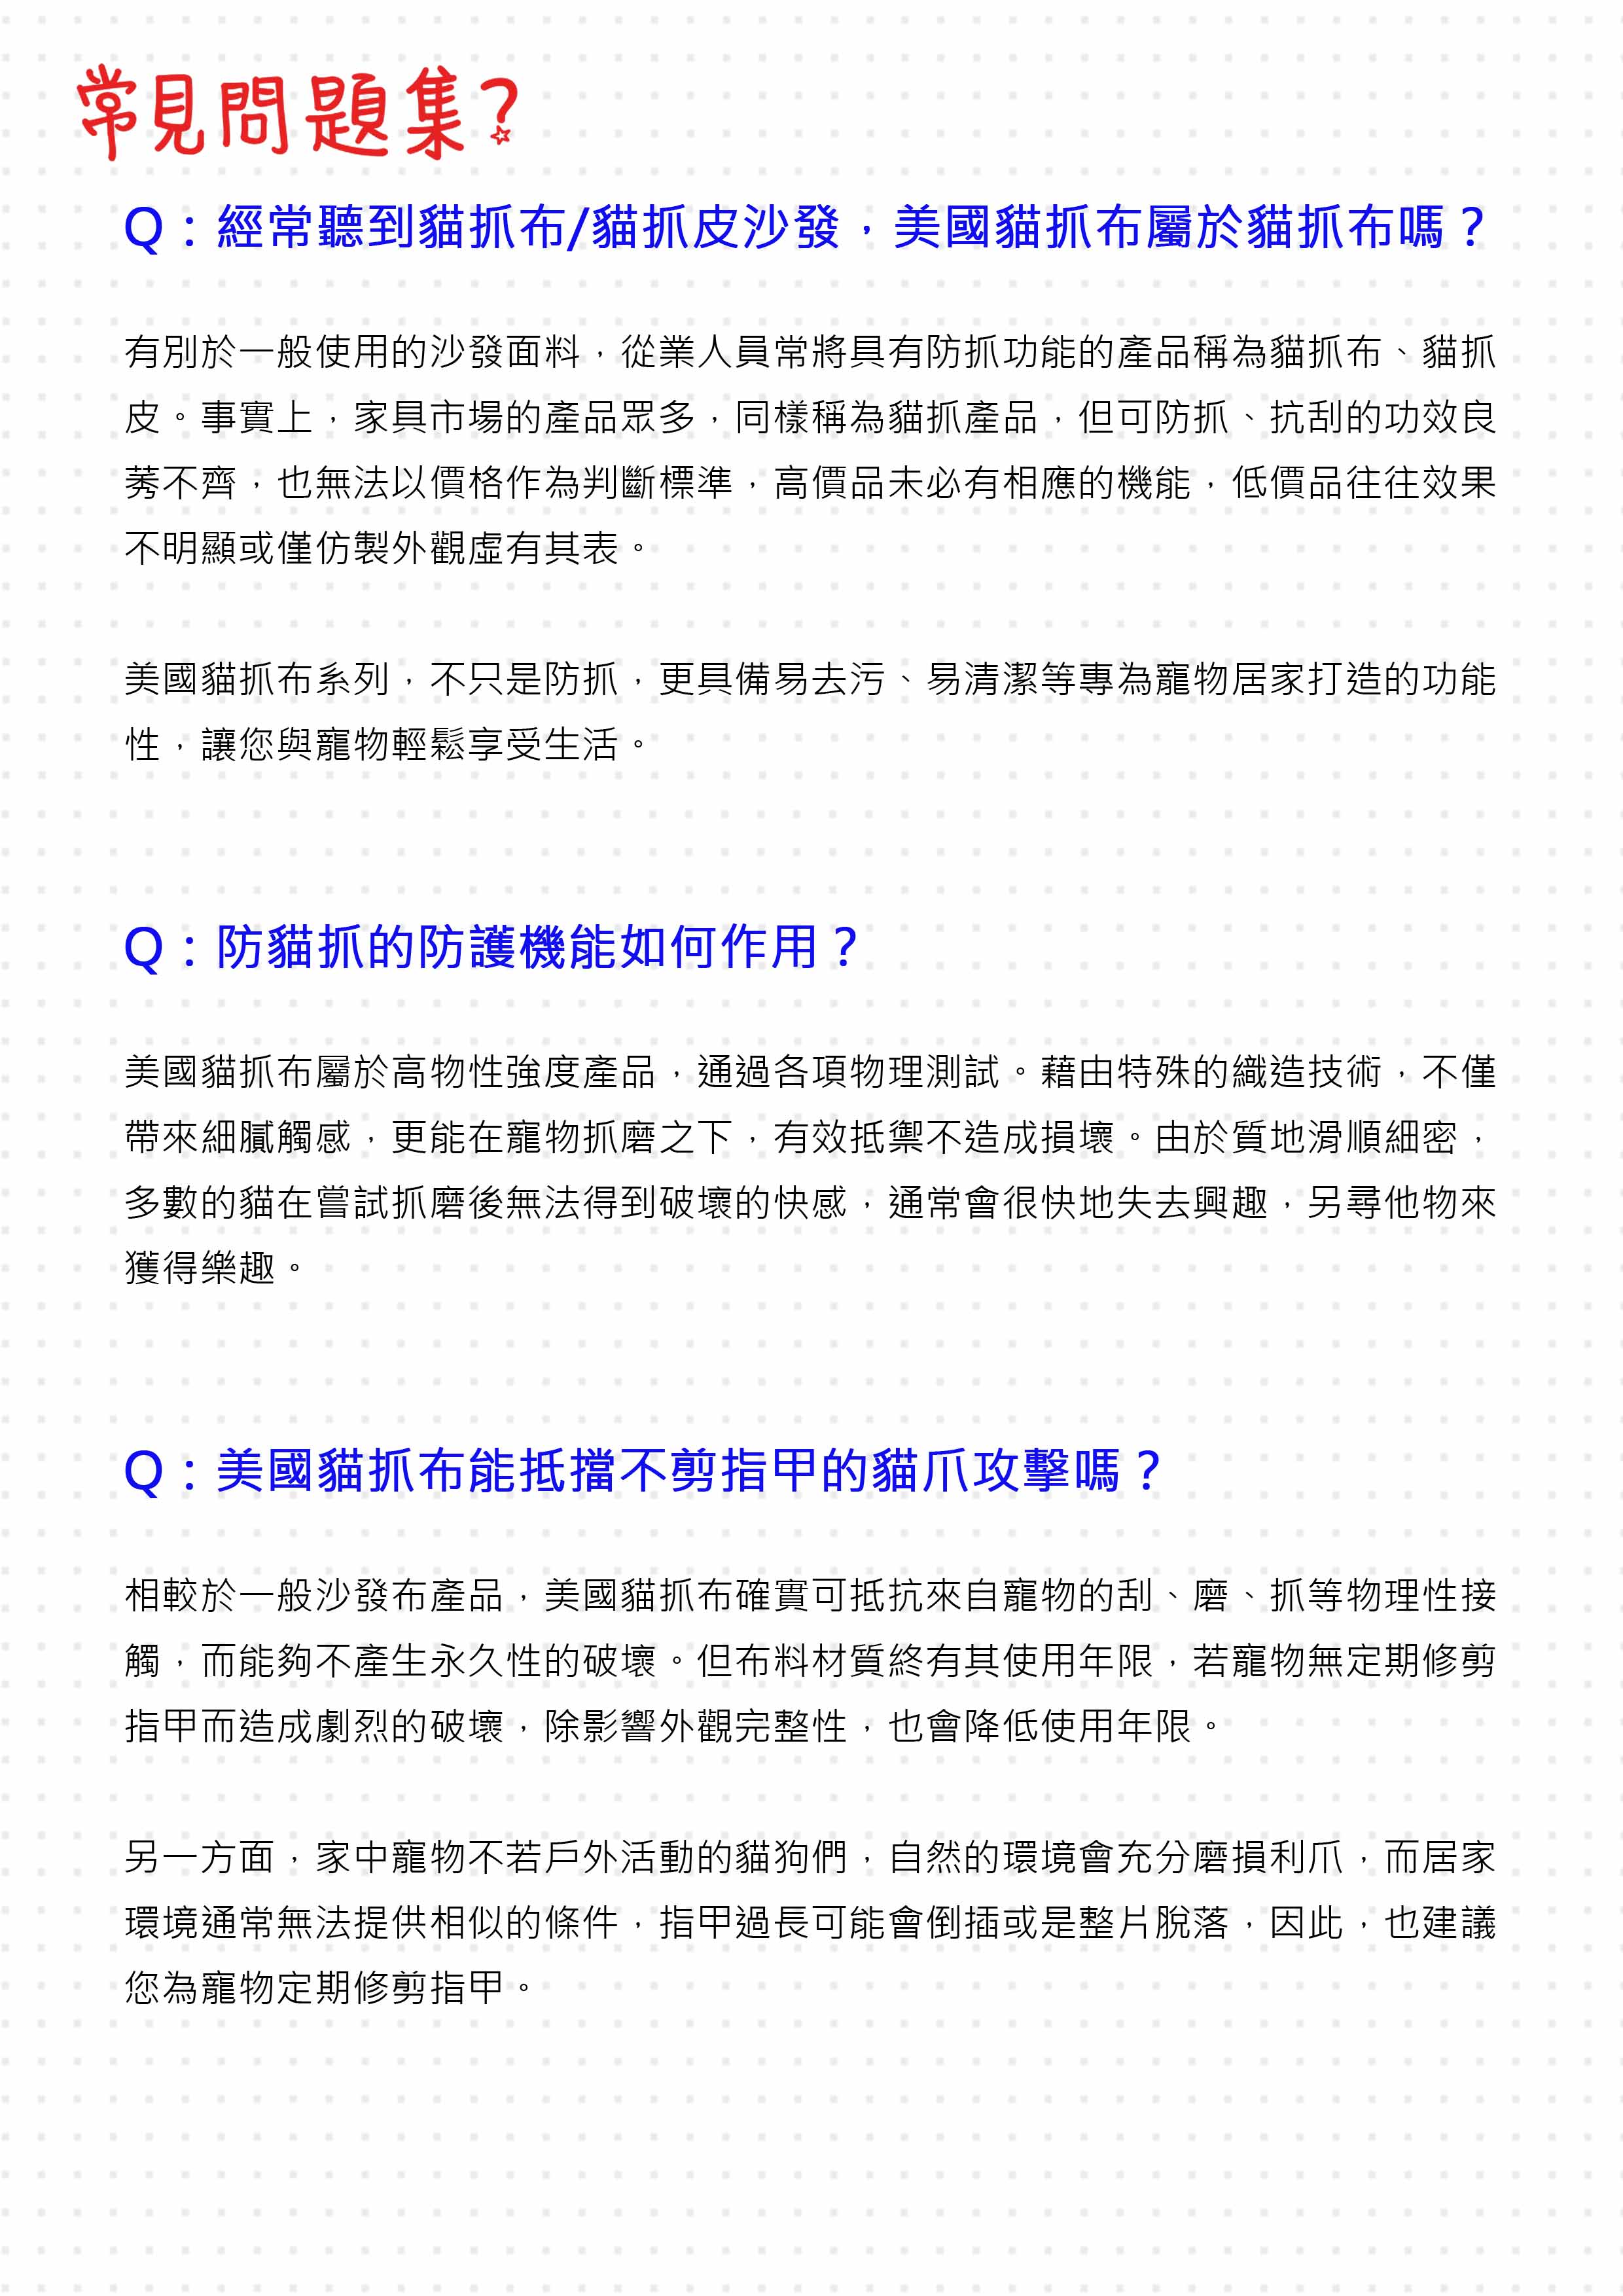 常見問題集？
Q：經常聽到貓抓布/貓抓皮沙發，美國貓抓布屬於貓抓布嗎？
有別於一般使用的沙發面料，從業人員常將具有防抓功能的產品稱為貓抓布、貓抓
皮。事實上，家具市場的產品眾多，同樣稱為貓抓產品，但可防抓、抗刮的功效良
莠不齊，也無法以價格作為判斷標準，高價品未必有相應的機能，低價品往往效果
不明顯或僅仿製外觀虛有其表。
美國貓抓布系列，不只是防抓，更具備易去污、易清潔等專為寵物居家打造的功能
性，讓您與寵物輕鬆享受生活。
Q：防貓抓的防護機能如何作用？
美國貓抓布屬於高物性強度產品，通過各項物理測試。藉由特殊的織造技術，不僅
帶來細膩觸感，更能在寵物抓磨之下，有效抵禦不造成損壞。由於質地滑順細密，
多數的貓在嘗試抓磨後無法得到破壞的快感，通常會很快地失去興趣，另尋他物來
獲得樂趣。
Q：美國貓抓布能抵擋不剪指甲的貓爪攻擊嗎？
相較於一般沙發布產品，美國貓抓布確實可抵抗來自寵物的刮、磨、抓等物理性接
觸，而能夠不產生永久性的破壞。但布料材質終有其使用年限，若寵物無定期修剪
指甲而造成劇烈的破壞，除影響外觀完整性，也會降低使用年限。
另一方面，家中寵物不若戶外活動的貓狗們，自然的環境會充分磨損利爪，而居家
環境通常無法提供相似的條件，指甲過長可能會倒插或是整片脫落，因此，也建議
您為寵物定期修剪指甲。